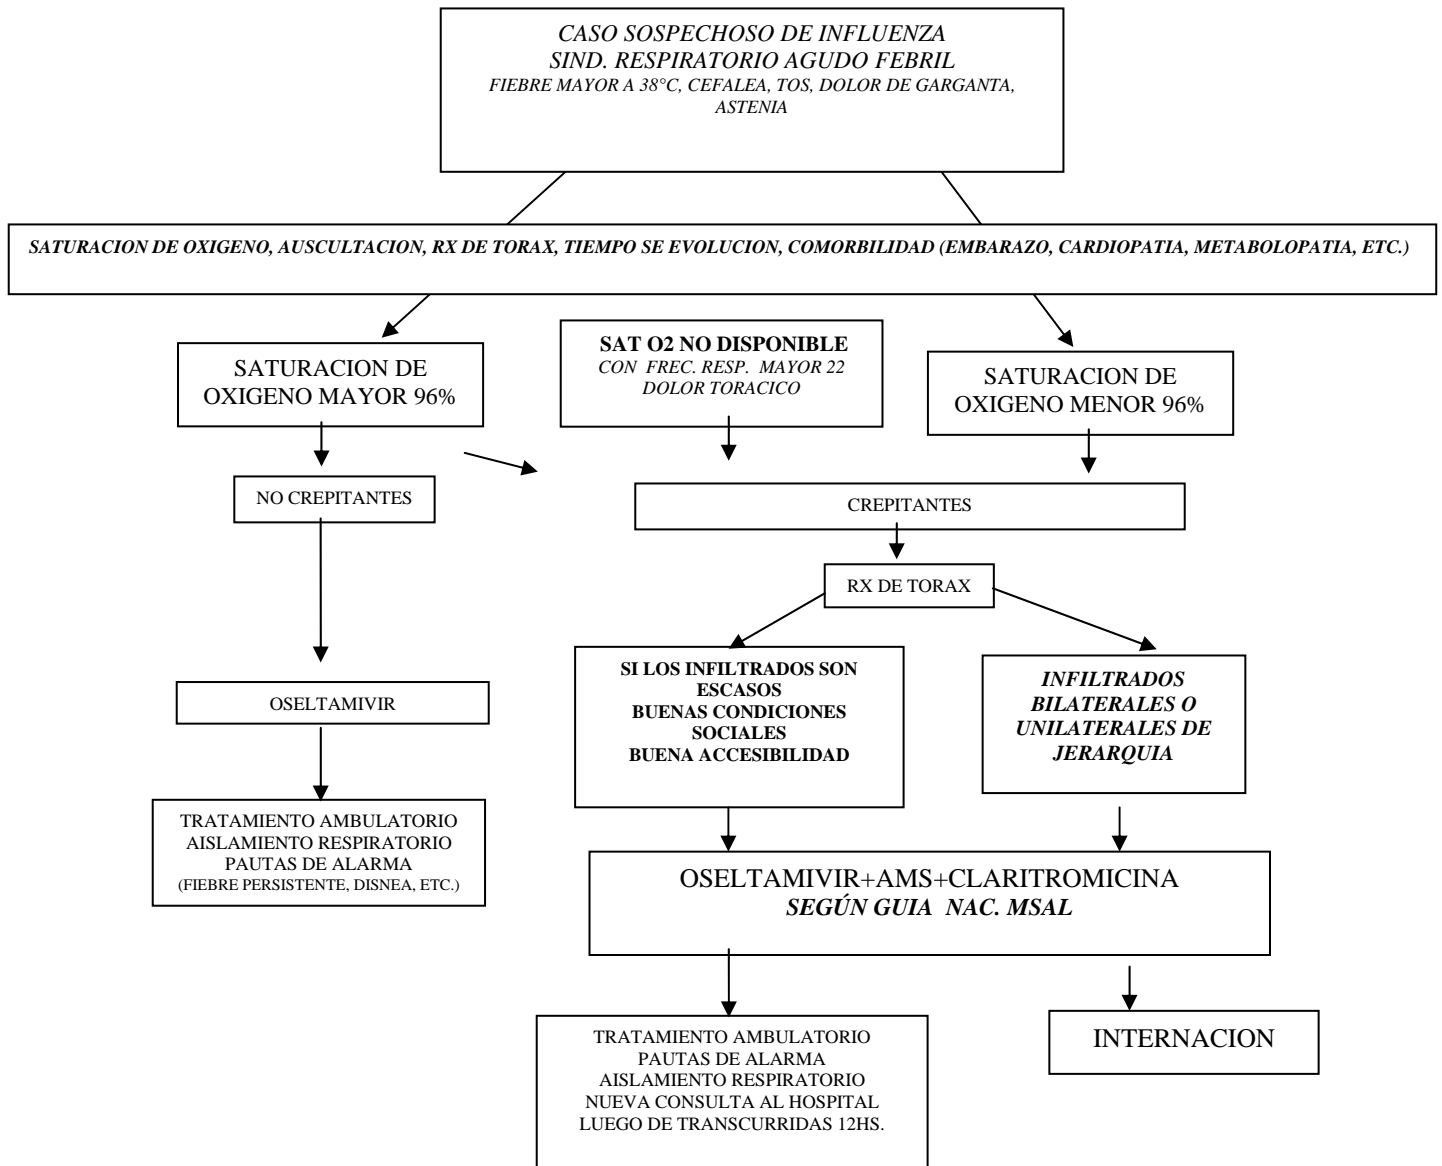 CASO SOSPECHOSO DE INFLUENZA
SIND. RESPIRATORIO AGUDO FEBRIL
FIEBRE MAYOR A 38°C, CEFALEA, TOS, DOLOR DE GARGANTA,
ASTENIA
SATURACION DE OXIGENO, AUSCULTACION, RX DE TORAX, TIEMPO SE EVOLUCION, COMORBILIDAD (EMBARAZO, CARDIOPATIA, METABOLOPATIA, ETC.)
SATURACION DE
OXIGENO MAYOR 96%
SAT O2 NO DISPONIBLE
CON FREC. RESP. MAYOR 22
DOLOR TORACICO
SATURACION DE
OXIGENO MENOR 96%
NO CREPITANTES
CREPITANTES
RX DE TORAX
SI LOS INFILTRADOS SON
ESCASOS
BUENAS CONDICIONES
SOCIALES
BUENA ACCESIBILIDAD
INFILTRADOS
BILATERALES O
UNILATERALES DE
JERARQUIA
OSELTAMIVIR
TRATAMIENTO AMBULATORIO
AISLAMIENTO RESPIRATORIO
PAUTAS DE ALARMA
(FIEBRE PERSISTENTE, DISNEA, ETC.)
OSELTAMIVIR+AMS+CLARITROMICINA
SEGÚN GUIA NAC. MSAL
TRATAMIENTO AMBULATORIO
PAUTAS DE ALARMA
AISLAMIENTO RESPIRATORIO
NUEVA CONSULTA AL HOSPITAL
LUEGO DE TRANSCURRIDAS 12HS.
INTERNACION